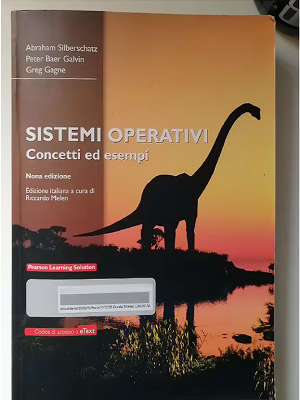 Abraham Silberschatz
Peter Baer Galvin
Greg Gagne
SISTEMI OPERATIVI
Concetti ed esempi
Nona edizione
Edizione italiana a cura di
Riccardo Melen
Pearson Learning Solution
Codice di accesso a eText